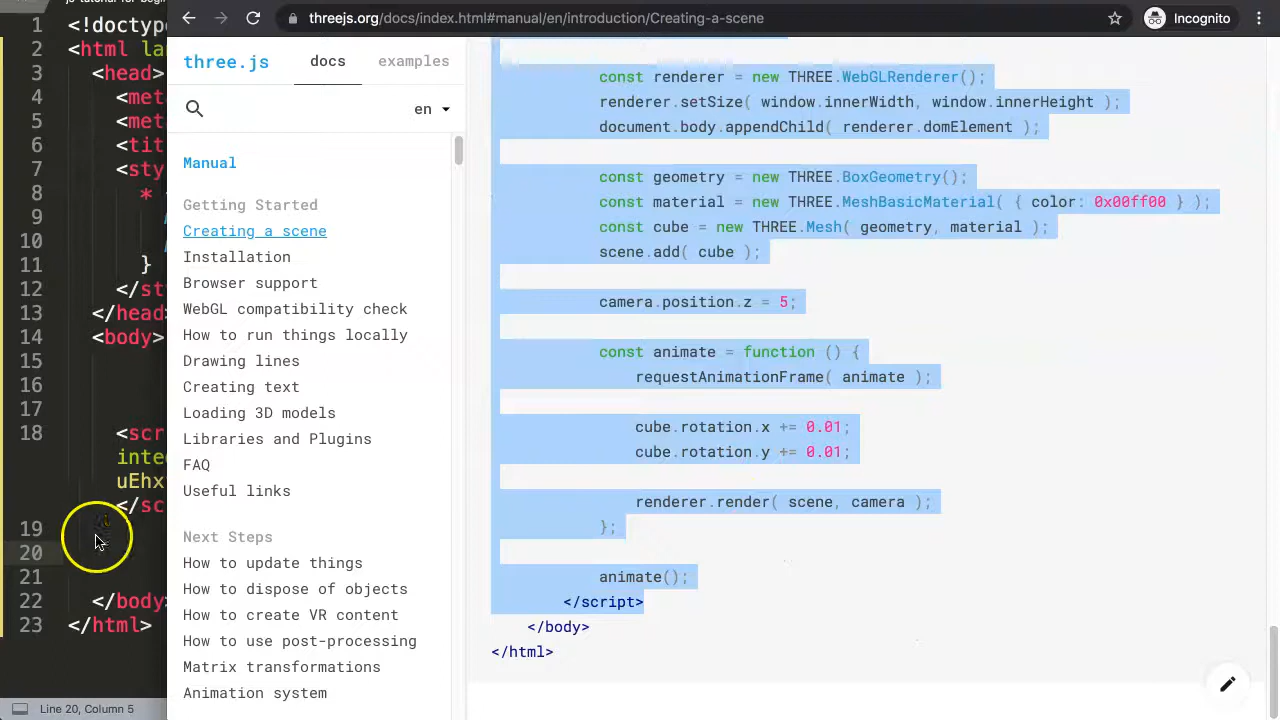 js tutorial for begin
threejs.org/docs/index.html#manual/en/introduction/Creating-a-scene
Incognito
1 <!doctype
2 <html la
3 <head>
4 <met
5 <met
6 <tit
7 <sty
8 *
9
10
11 }
12 </sty
13 </head>
14 <body>
15
16
17
18 <scr
integ
uEhx
</scr
19
20
21
22 </body>
23 </html>
Line 20, Column 5
three.js
docs
examples
en
Manual
Getting Started
Creating a scene
Installation
Browser support
WebGL compatibility check
How to run things locally
Drawing lines
Creating text
Loading 3D models
Libraries and Plugins
FAQ
Useful links
Next Steps
How to update things
How to dispose of objects
How to create VR content
How to use post-processing
Matrix transformations
Animation system
const renderer = new THREE.WebGLRenderer();
renderer.setSize( window.innerWidth, window.innerHeight );
document.body.appendChild( renderer.domElement );
const geometry = new THREE.BoxGeometry();
const material = new THREE.MeshBasicMaterial( { color: 0x00ff00 } );
const cube = new THREE.Mesh( geometry, material );
scene.add( cube );
camera.position.z = 5;
const animate = function () {
requestAnimationFrame( animate );
cube.rotation.x += 0.01;
cube.rotation.y += 0.01;
renderer.render( scene, camera );
};
animate();
</script>
</body>
</html>